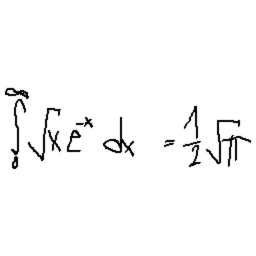 ∫₀^∞ √x e^{-x} dx = 1/2 √π